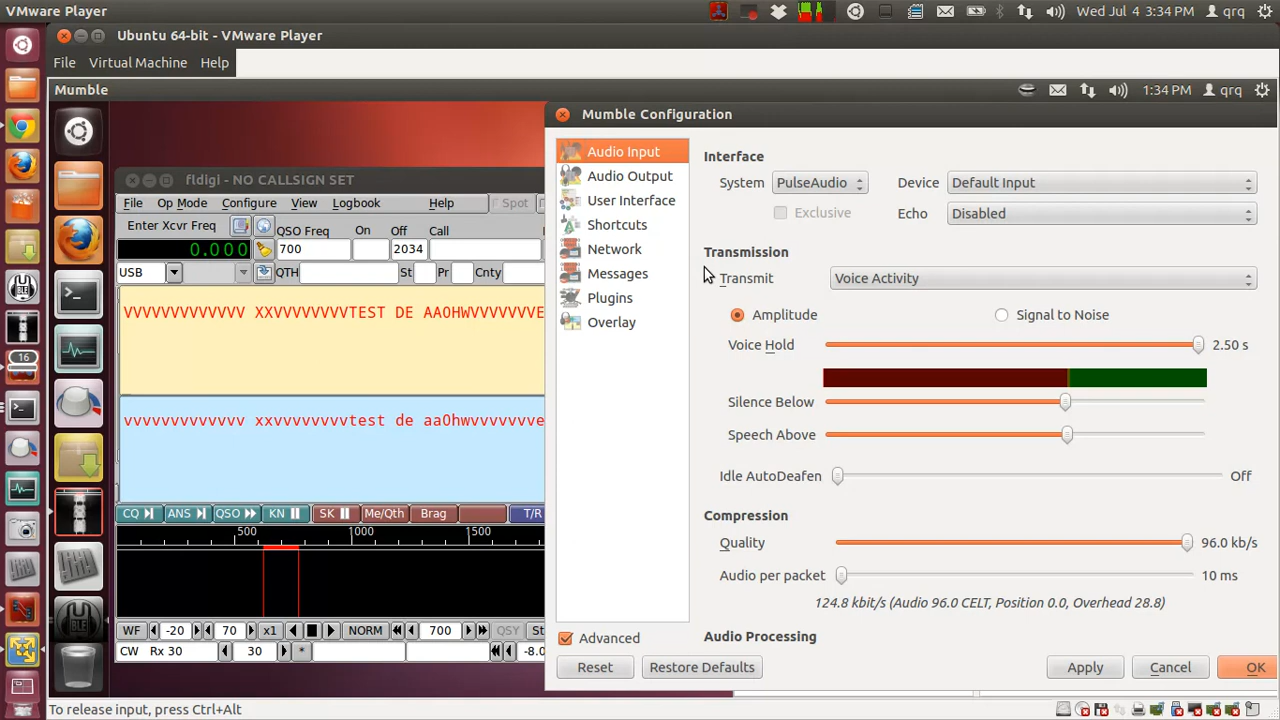 VMware Player
Wed Jul 4 3:34 PM qrq
Ubuntu 64-bit - VMware Player
File Virtual Machine Help
Mumble
1:34 PM qrq
Mumble Configuration
Audio Input
Audio Output
User Interface
Shortcuts
Network
Messages
Plugins
Overlay
Interface
System PulseAudio Device Default Input
Exclusive Echo Disabled
Transmission
Transmit Voice Activity
Amplitude Signal to Noise
Voice Hold 2.50 s
Silence Below
Speech Above
Idle AutoDeafen Off
Compression
Quality 96.0 kb/s
Audio per packet 10 ms
124.8 kbit/s (Audio 96.0 CELT, Position 0.0, Overhead 28.8)
Audio Processing
Advanced
Reset Restore Defaults Apply Cancel OK
fldigi - NO CALLSIGN SET
File Op Mode Configure View Logbook Help Spot
Enter Xcvr Freq QSO Freq On Off Call
0.000 700 2034
USB QTH St Pr Cnty
VVVVVVVVVVVVV XXVVVVVVVVTEST DE AA0HWVVVVVVVE
vvvvvvvvvvvvv xxvvvvvvvvtest de aa0hwvvvvvvve
CQ ANS QSO KN SK Me/Qth Brag T/R
500 1000 1500
WF -20 70 x1 NORM 700 QSY St
CW Rx 30 30 * -8.0
16
BLE
To release input, press Ctrl+Alt